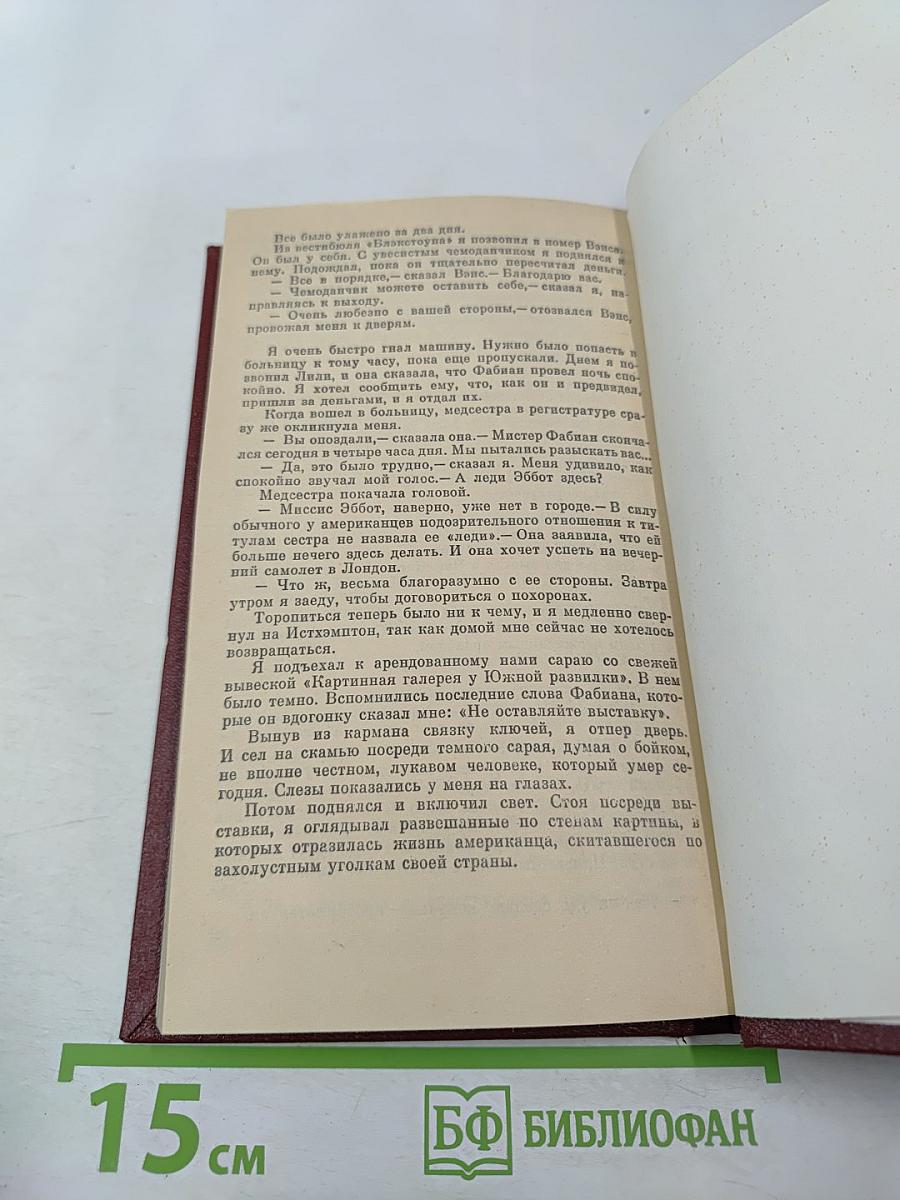 Все было улажено за два дня.
Из вестибюля «Блэкстоуна» я позвонил в номер Вэнса.
Он был у себя. С увесистым чемоданчиком я поднялся к
нему. Подождал, пока он тщательно пересчитал деньги.
— Все в порядке,— сказал Вэнс.— Благодарю вас.
— Чемоданчик можете оставить себе,— сказал я, на-
правляясь к выходу.
— Очень любезно с вашей стороны,— отозвался Вэнс,
провожая меня к дверям.
Я очень быстро гнал машину. Нужно было попасть в
больницу к тому часу, пока еще пропускали. Днем я по-
звонил Лили, и она сказала, что Фабиан провел ночь спо-
койно. Я хотел сообщить ему, что, как он и предвидел,
пришли за деньгами, и я отдал их.
Когда вошел в больницу, медсестра в регистратуре сра-
зу же окликнула меня.
— Вы опоздали,— сказала она.— Мистер Фабиан сконча-
лся сегодня в четыре часа дня. Мы пытались разыскать вас...
— Да, это было трудно,— сказал я. Меня удивило, как
спокойно звучал мой голос.— А леди Эббот здесь?
Медсестра покачала головой.
— Миссис Эббот, наверно, уже нет в городе.— В силу
обычного у американцев подозрительного отношения к ти-
тулам сестра не назвала ее «леди».— Она заявила, что ей
больше нечего здесь делать. И она хочет успеть на вечер-
ний самолет в Лондон.
— Что ж, весьма благоразумно с ее стороны. Завтра
утром я заеду, чтобы договориться о похоронах.
Торопиться теперь было ни к чему, и я медленно свер-
нул на Истхэмптон, так как домой мне сейчас не хотелось
возвращаться.
Я подъехал к арендованному нами сараю со свежей
вывеской «Картинная галерея у Южной развилки». В нем
было темно. Вспомнились последние слова Фабиана, кото-
рые он вдогонку сказал мне: «Не оставляйте выставку».
Вынув из кармана связку ключей, я отпер дверь.
И сел на скамью посреди темного сарая, думая о бойком,
не вполне честном, лукавом человеке, который умер се-
годня. Слезы показались у меня на глазах.
Потом поднялся и включил свет. Стоя посреди вы-
ставки, я оглядывал развешанные по стенам картины, в
которых отразилась жизнь американца, скитавшегося по
захолустным уголкам своей страны.
15 см
БФ БИБЛИОФАН